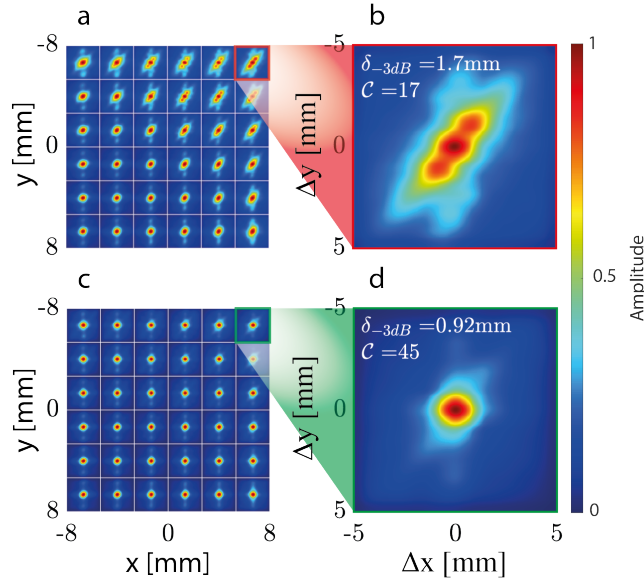 a
b
-8
0
8
y [mm]
-5
0
5
Δy [mm]
δ₋3dB =1.7mm
𝒞 =17
1
0.5
0
Amplitude
c
d
-8
0
8
y [mm]
-8
0
8
x [mm]
-5
0
5
Δy [mm]
δ₋3dB =0.92mm
𝒞 =45
-5
0
5
Δx [mm]